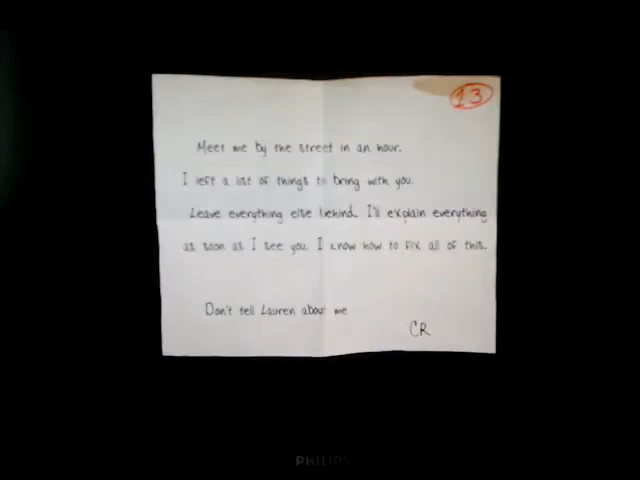 23
Meet me by the street in an hour.
I left a list of things to bring with you.
Leave everything else behind. I'll explain everything
as soon as I see you. I know how to fix all of this.
Don't tell Lauren about me
CR
PHILIPS